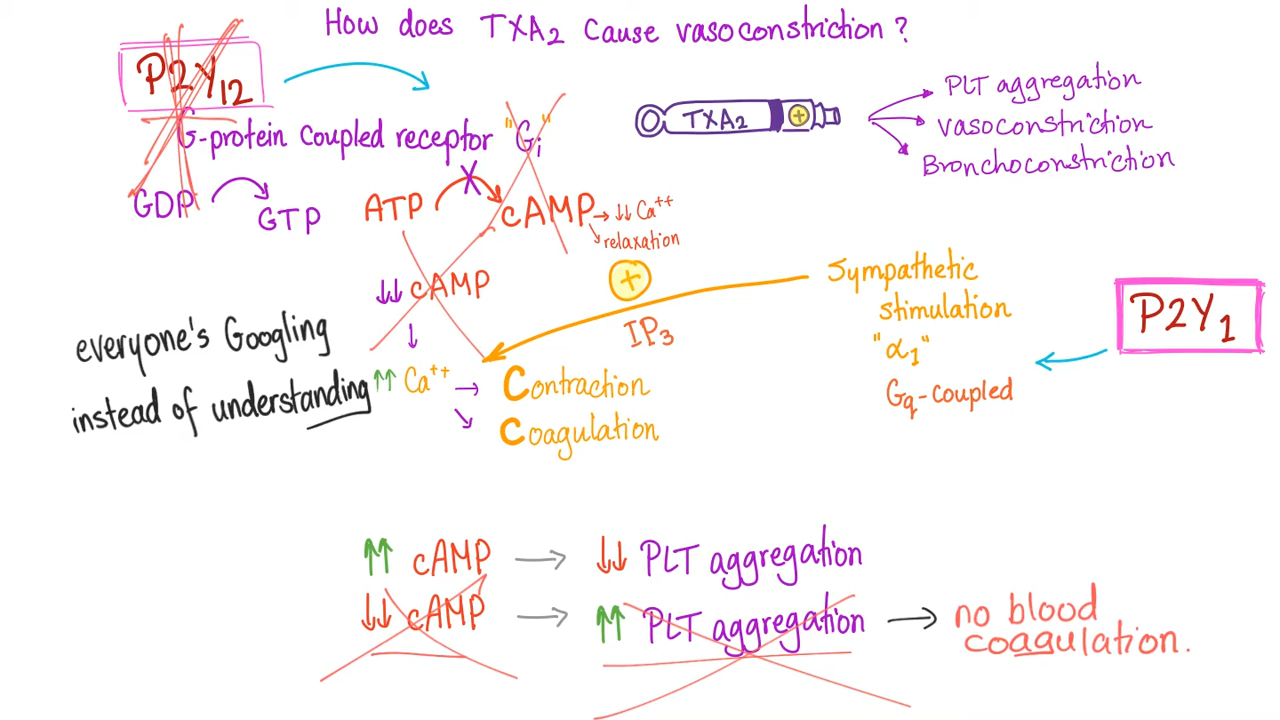 How does TXA2 Cause vasoconstriction?
P2Y12
G-protein Coupled receptor "Gi"
GDP
GTP
ATP
cAMP → ↓↓ Ca++
↘ relaxation
↓↓ cAMP
↓
↑↑ Ca++ →
↘
Contraction
Coagulation
everyone's Googling
instead of understanding
TXA2 +
PLT aggregation
vasoconstriction
Bronchoconstriction
+
IP3
Sympathetic
stimulation
"α1"
Gq-coupled
P2Y1
↑↑ cAMP → ↓↓ PLT aggregation
↓↓ cAMP → ↑↑ PLT aggregation → no blood
coagulation.